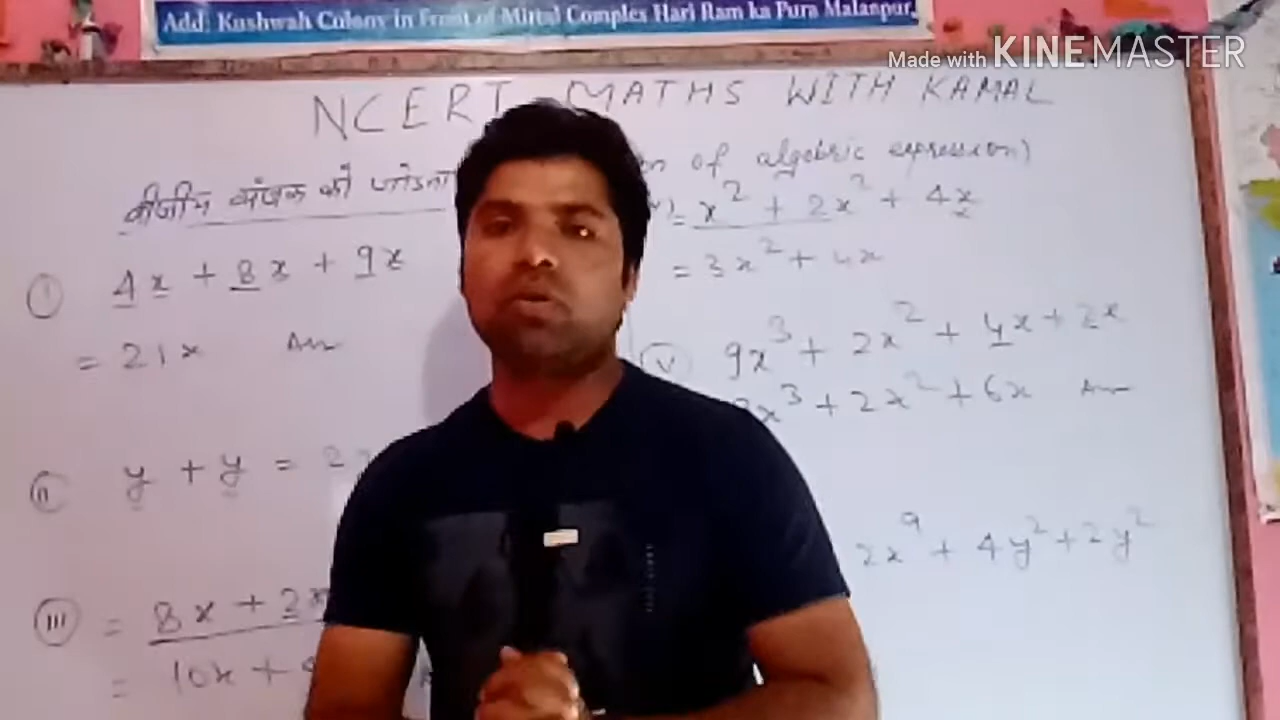 Add: Kushwah Colony in Front of Mittal Complex Hari Ram ka Pura Malanpur,
Made with KINEMASTER
NCERT MATHS WITH KAMAL
बीजीय व्यंजक को जोड़ना of algebric expression)
I 4x + 8x + 9x
= 21x Ans
II y + y = 2
III = 8x + 2x
= 10x +
= x² + 2x² + 4x
= 3x² + 4x
V 9x³ + 2x² + 4x + 2x
x³ + 2x² + 6x Ans
2x⁹ + 4y² + 2y²